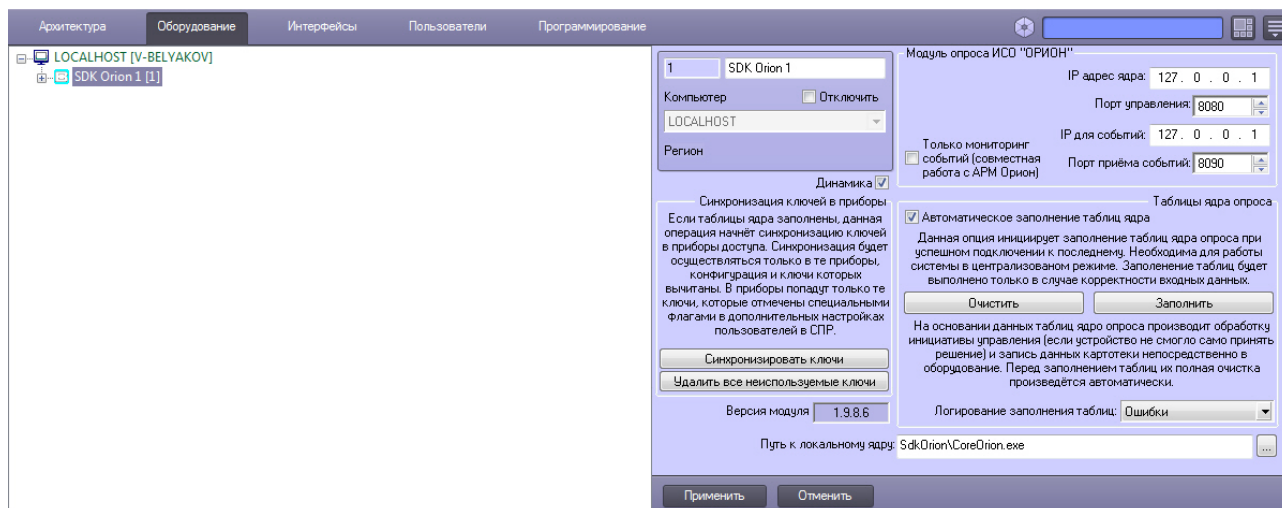 Архитектура
Оборудование
Интерфейсы
Пользователи
Программирование
LOCALHOST [V-BELYAKOV]
SDK Orion 1 [1]
1
SDK Orion 1
Компьютер
Отключить
LOCALHOST
Регион
Динамика
Модуль опроса ИСО "ОРИОН"
IP адрес ядра: 127. 0 . 0 . 1
Порт управления: 8080
IP для событий: 127. 0 . 0 . 1
Порт приёма событий: 8090
Только мониторинг
событий (совместная
работа с АРМ Орион)
Синхронизация ключей в приборы
Если таблицы ядра заполнены, данная
операция начнёт синхронизацию ключей
в приборы доступа. Синхронизация будет
осуществляться только в те приборы,
конфигурация и ключи которых
вычитаны. В приборы попадут только те
ключи, которые отмечены специальными
флагами в дополнительных настройках
пользователей в СПР.
Синхронизировать ключи
Удалить все неиспользуемые ключи
Версия модуля 1.9.8.6
Таблицы ядра опроса
Автоматическое заполнение таблиц ядра
Данная опция инициирует заполнение таблиц ядра опроса при
успешном подключении к последнему. Необходима для работы
системы в централизованом режиме. Заполенение таблиц будет
выполнено только в случае корректности входных данных.
Очистить
Заполнить
На основании данных таблиц ядро опроса производит обработку
инициативы управления (если устройство не смогло само принять
решение) и запись данных картотеки непосредственно в
оборудование. Перед заполнением таблиц их полная очистка
произведётся автоматически.
Логирование заполнения таблиц: Ошибки
Путь к локальному ядру: SdkOrion\CoreOrion.exe
...
Применить
Отменить